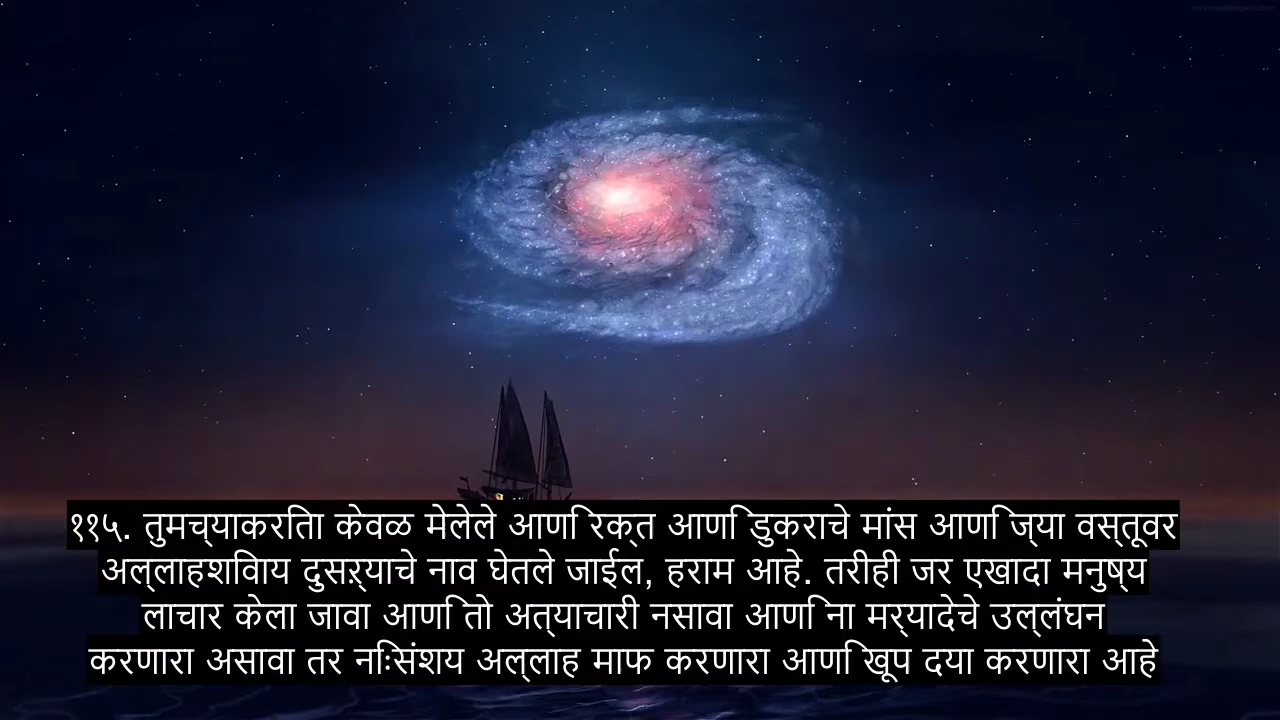 ११५. तुमच्याकरिता केवळ मेलेले आणि रक्त आणि डुकराचे मांस आणि ज्या वस्तूवर
अल्लाहशिवाय दुसऱ्याचे नाव घेतले जाईल, हराम आहे. तरीही जर एखादा मनुष्य
लाचार केला जावा आणि तो अत्याचारी नसावा आणि ना मर्यादेचे उल्लंघन
करणारा असावा तर निःसंशय अल्लाह माफ करणारा आणि खूप दया करणारा आहे